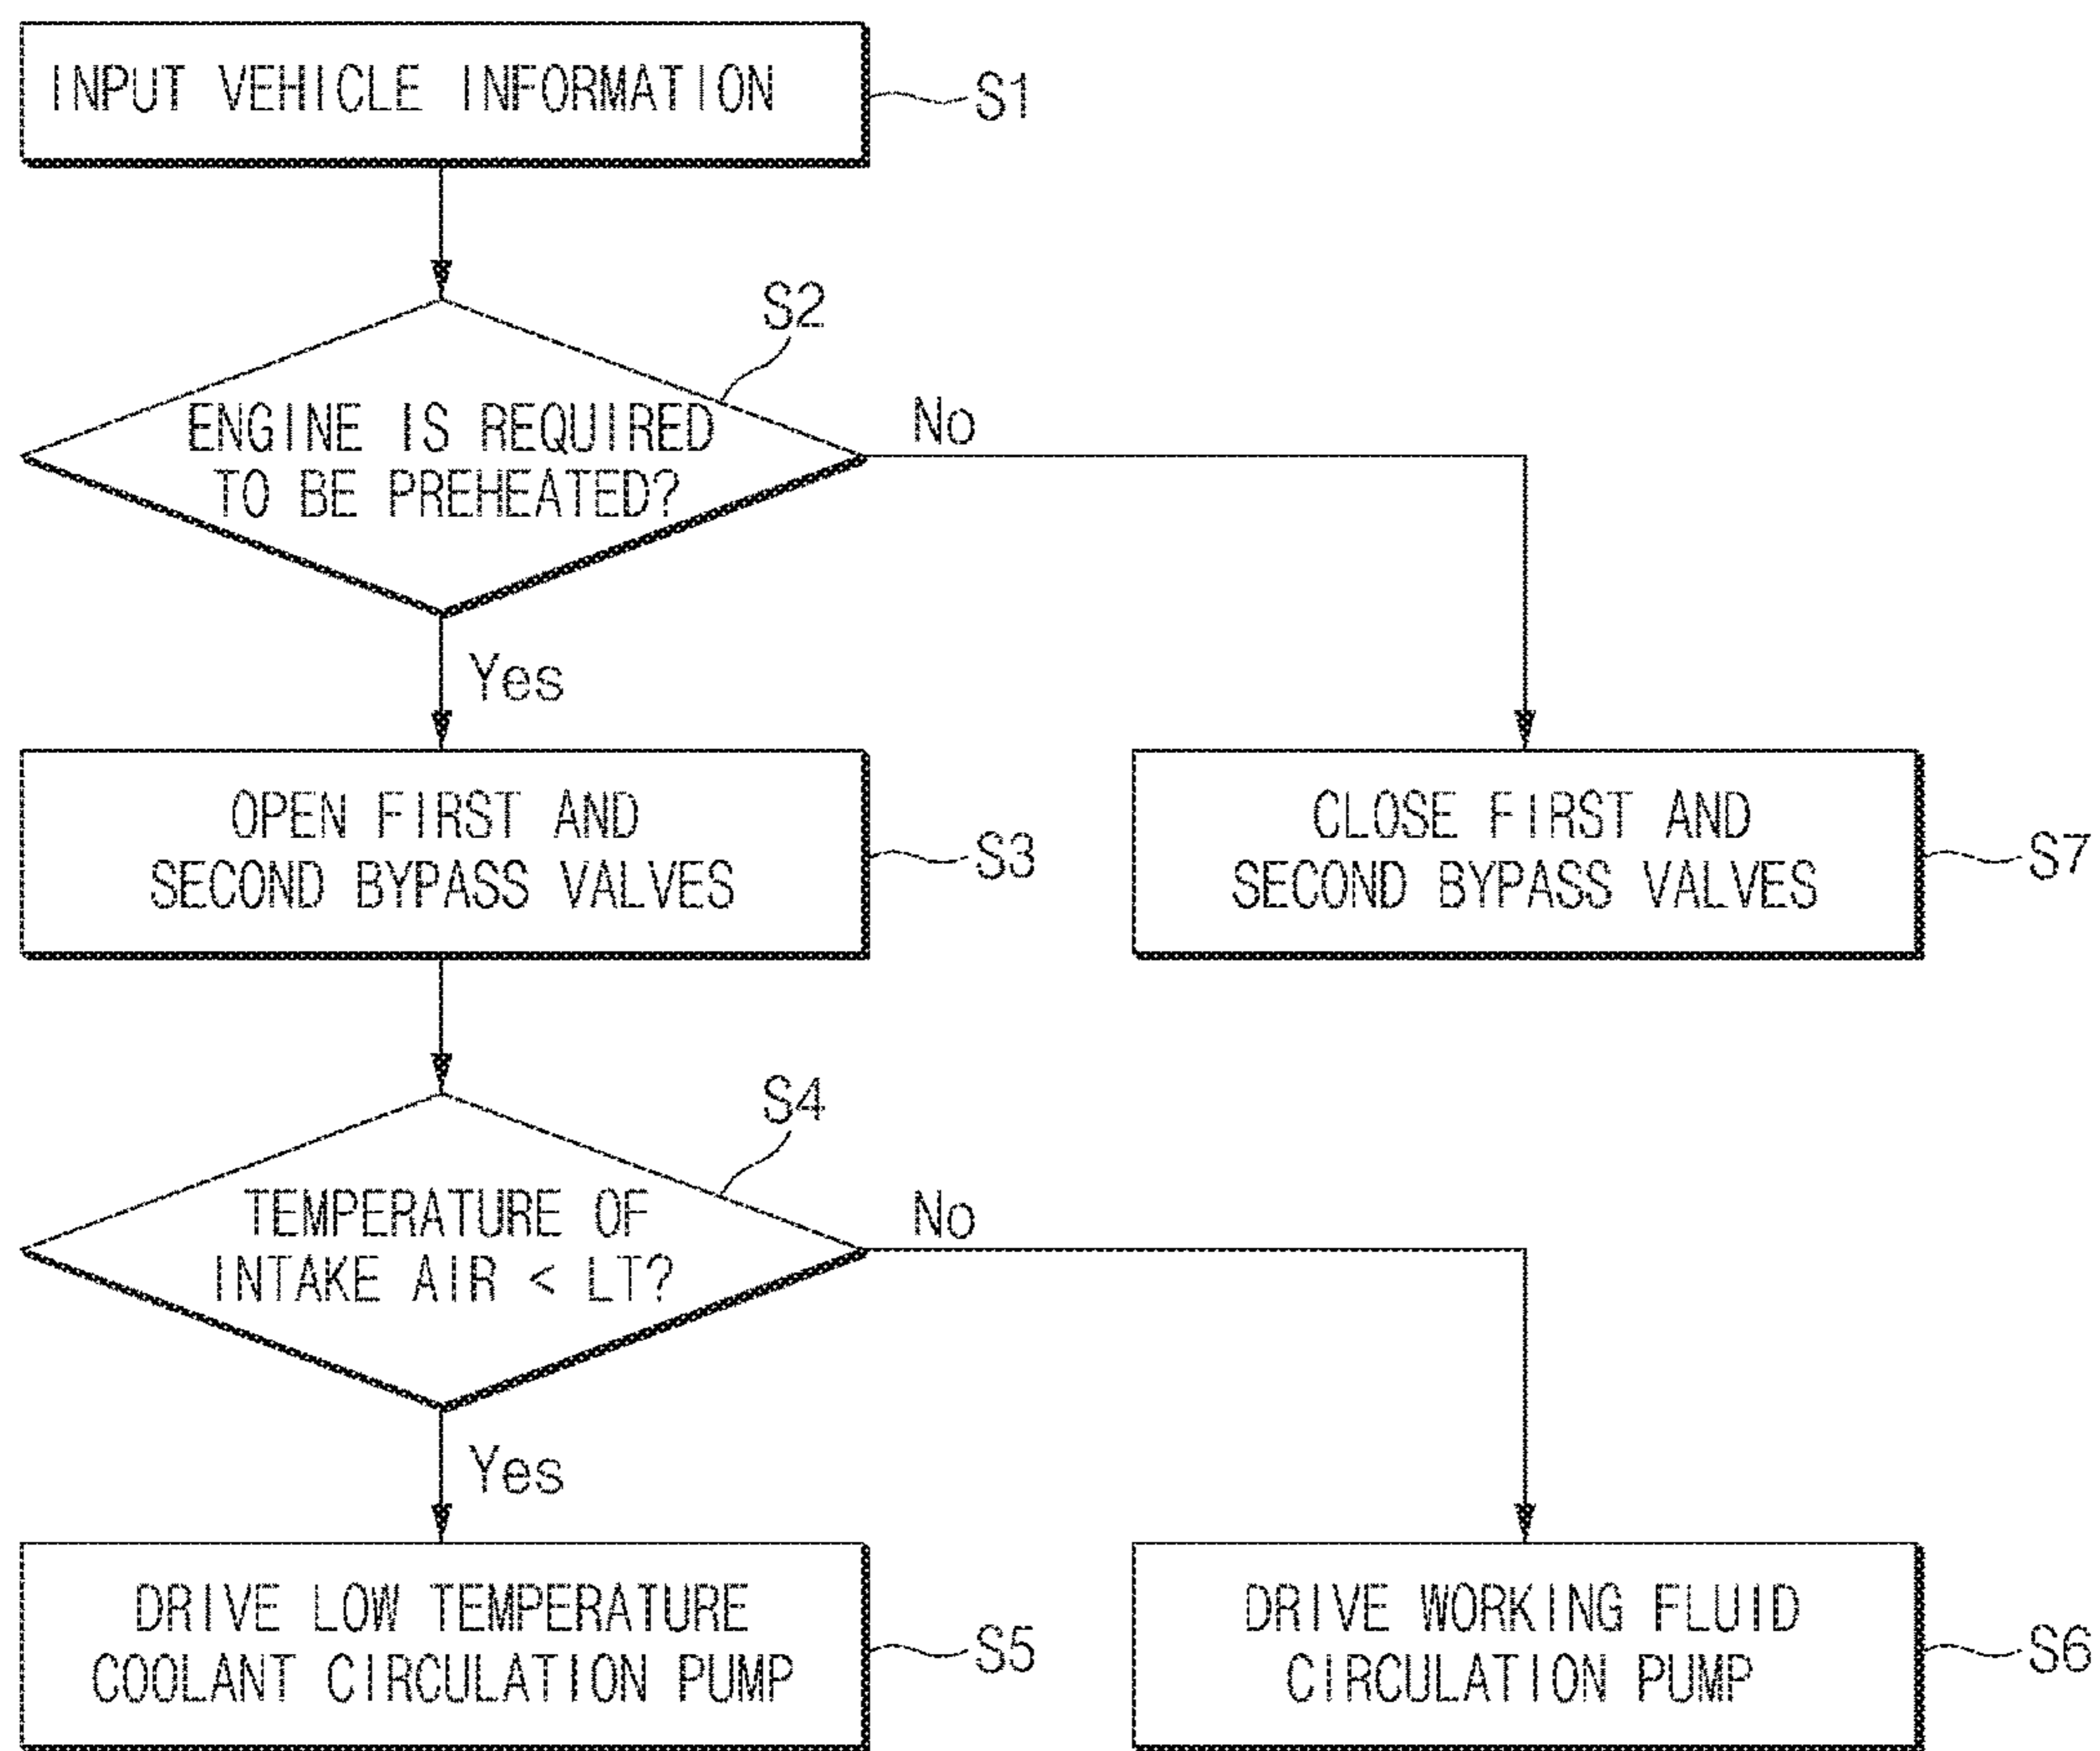 INPUT VEHICLE INFORMATION
S1
S2
ENGINE IS REQUIRED
TO BE PREHEATED?
No
Yes
OPEN FIRST AND
SECOND BYPASS VALVES
S3
CLOSE FIRST AND
SECOND BYPASS VALVES
S7
S4
TEMPERATURE OF
INTAKE AIR < LT?
No
Yes
DRIVE LOW TEMPERATURE
COOLANT CIRCULATION PUMP
S5
DRIVE WORKING FLUID
CIRCULATION PUMP
S6